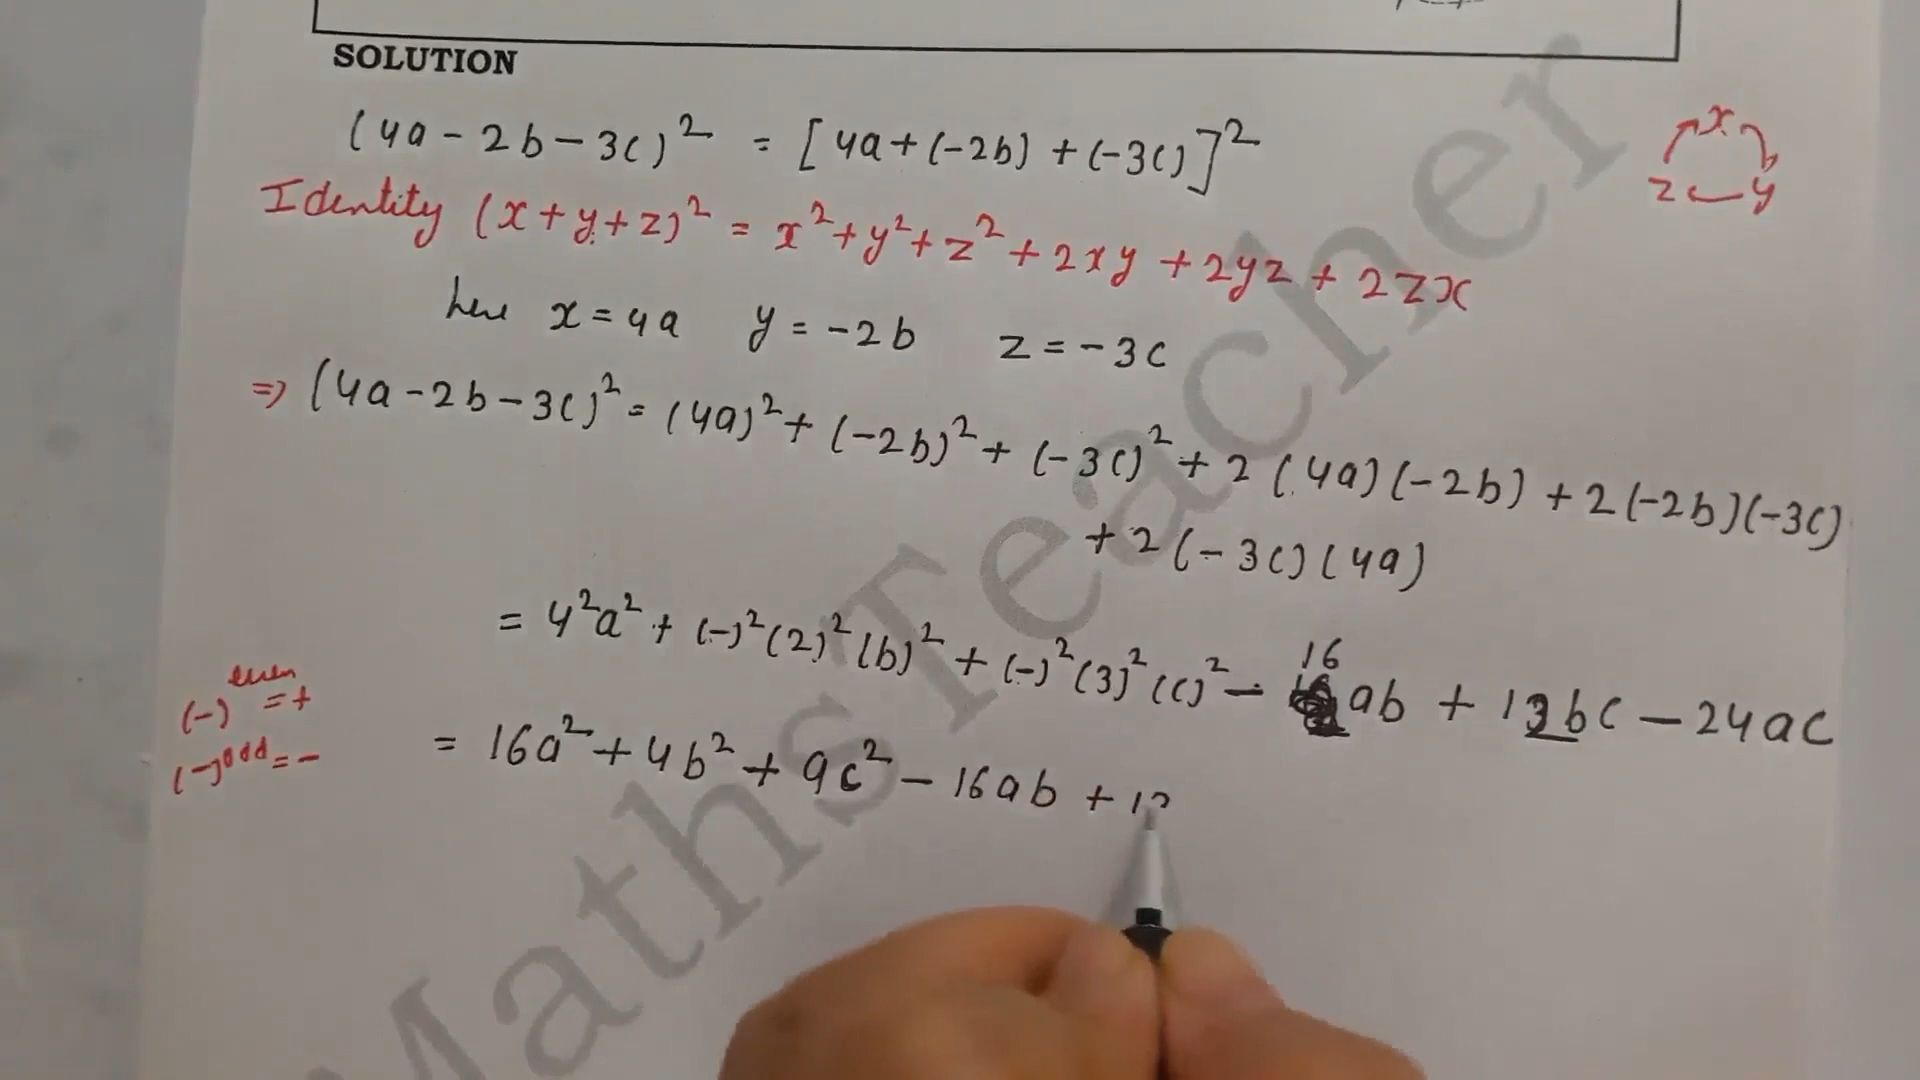 SOLUTION
(4a - 2b - 3c)² = [4a + (-2b) + (-3c)]²
x
z y
Identity (x + y + z)² = x² + y² + z² + 2xy + 2yz + 2zx
here x = 4a y = -2b z = -3c
=> (4a - 2b - 3c)² = (4a)² + (-2b)² + (-3c)² + 2(4a)(-2b) + 2(-2b)(-3c)
+ 2(-3c)(4a)
= 4²a² + (-)²(2)²(b)² + (-)²(3)²(c)² - 16ab + 12bc - 24ac
(-)even = +
(-)odd = -
= 16a² + 4b² + 9c² - 16ab + 12
Maths Teacher